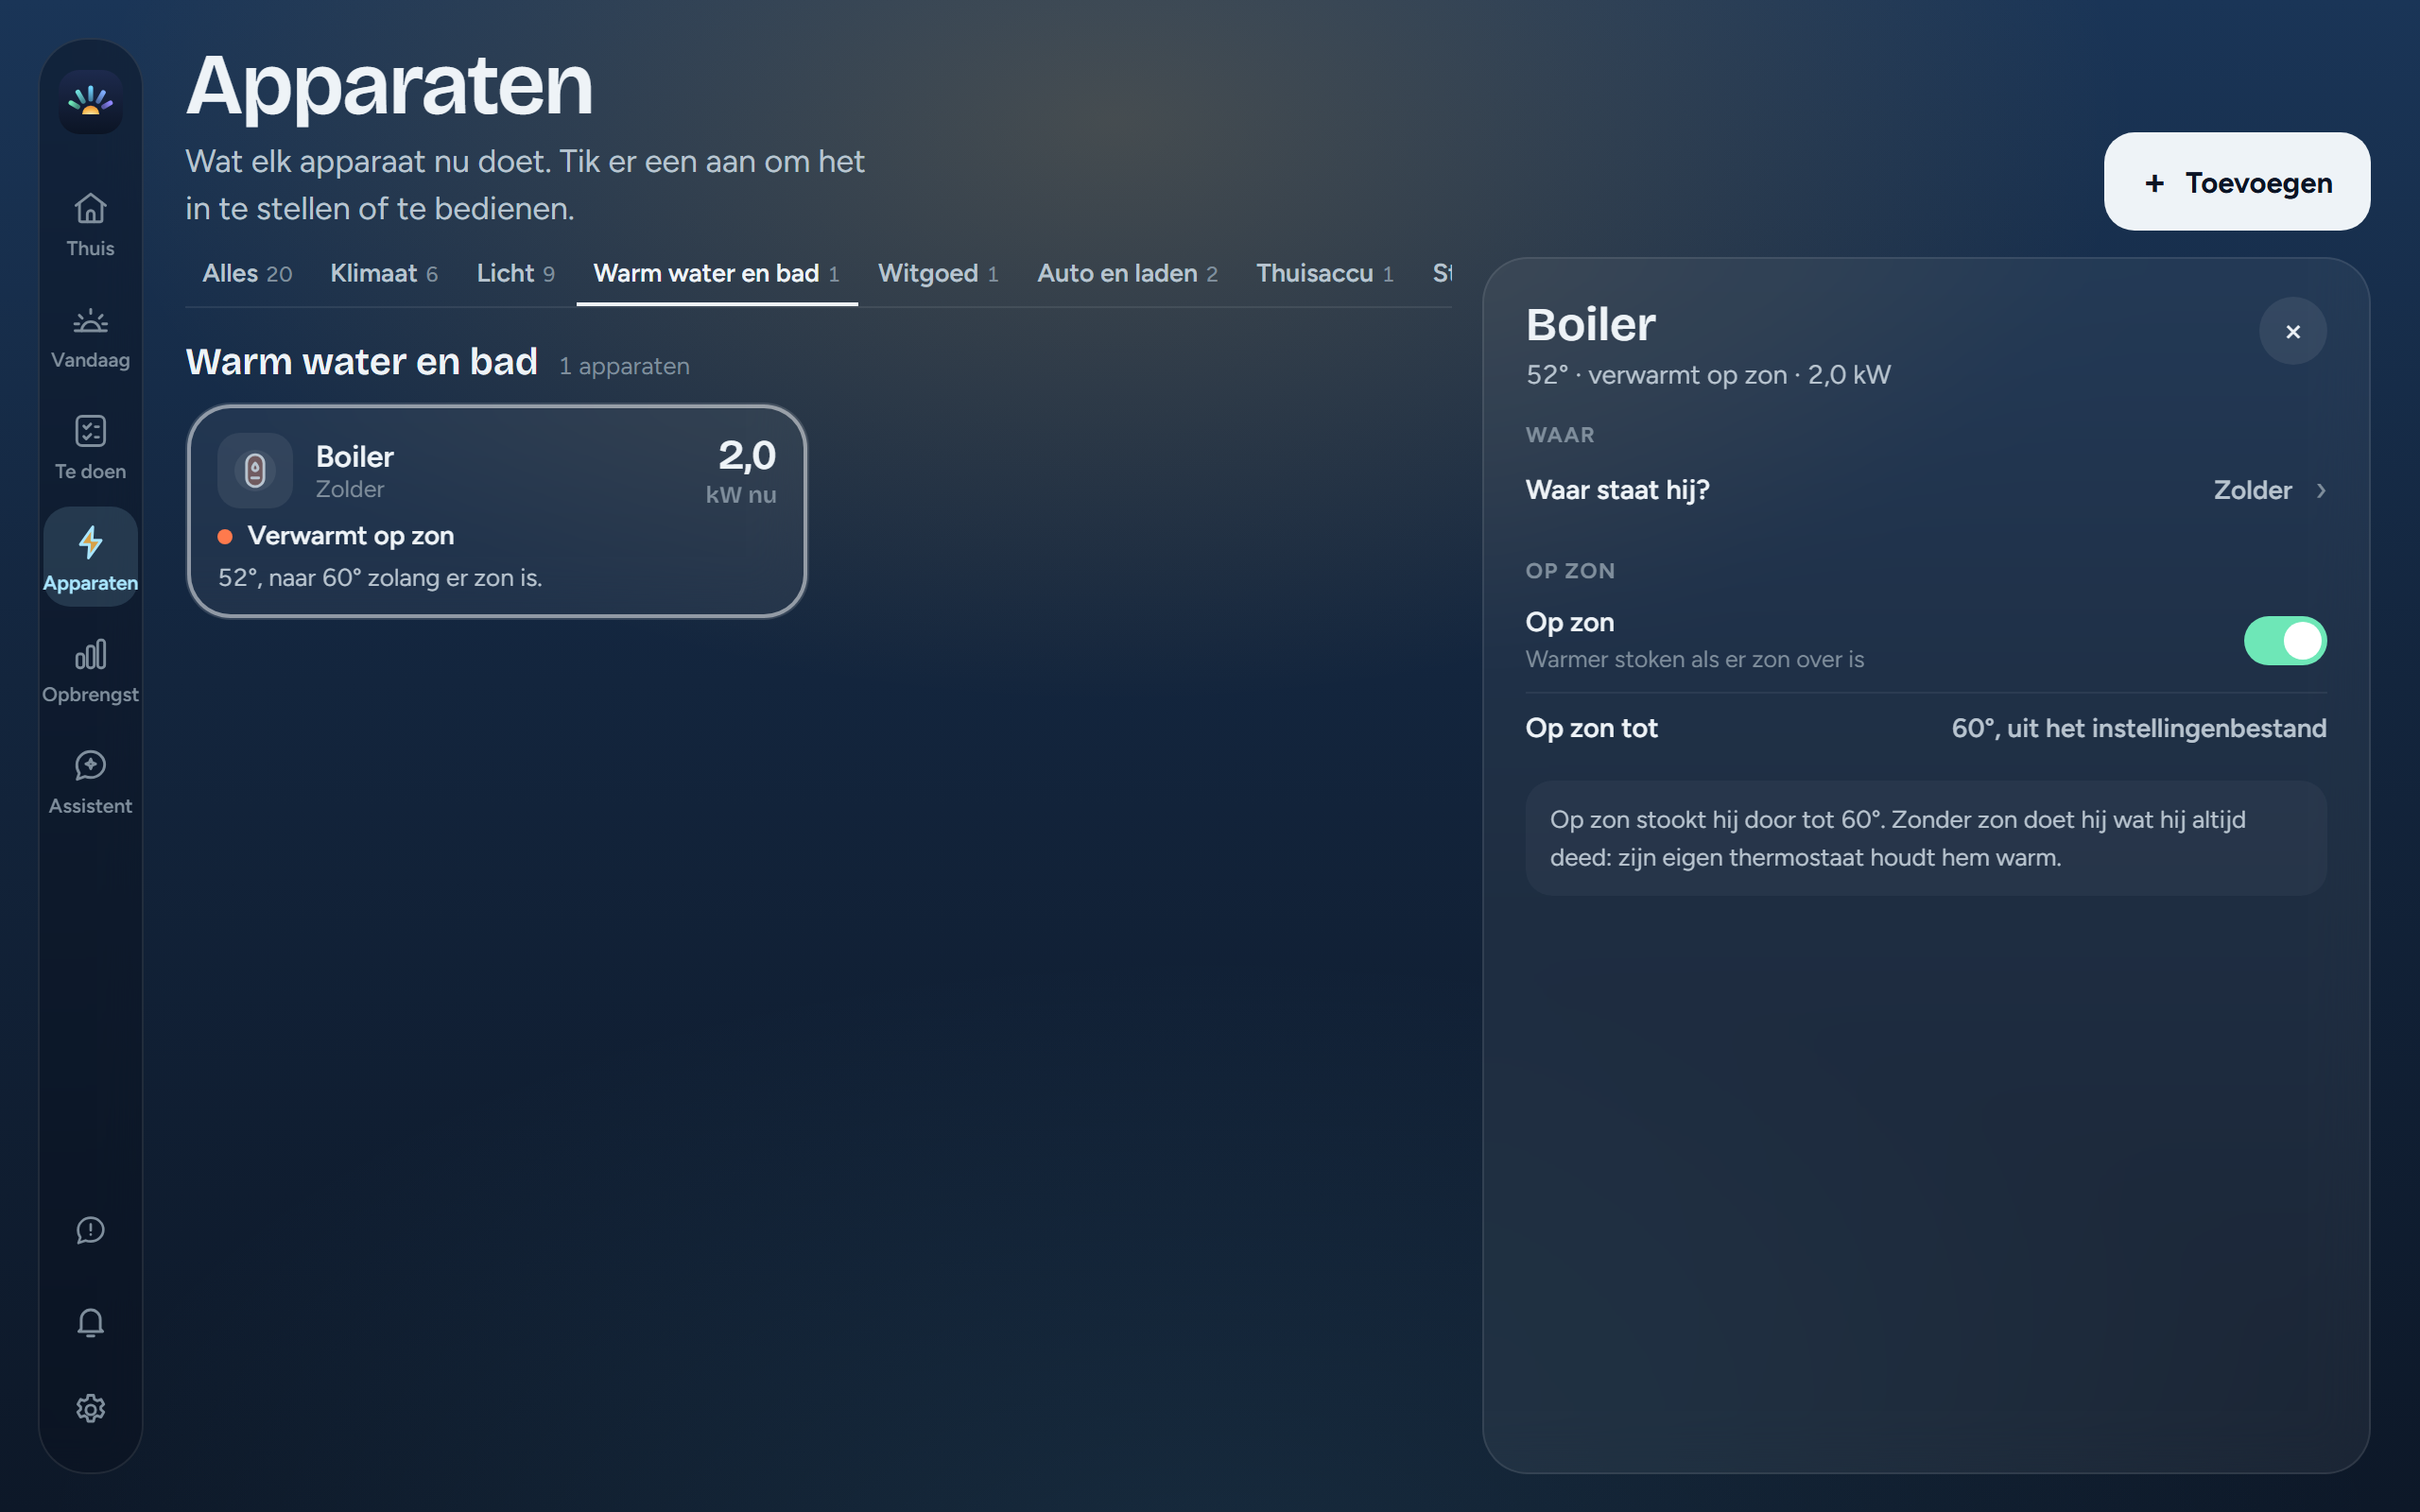 Apparaten
Wat elk apparaat nu doet. Tik er een aan om het
in te stellen of te bedienen.
+ Toevoegen
Thuis
Vandaag
Te doen
Apparaten
Opbrengst
Assistent
Alles 20 Klimaat 6 Licht 9 Warm water en bad 1 Witgoed 1 Auto en laden 2 Thuisaccu 1
Warm water en bad 1 apparaten
Boiler
Zolder
2,0
kW nu
Verwarmt op zon
52°, naar 60° zolang er zon is.
Boiler
×
52° · verwarmt op zon · 2,0 kW
WAAR
Waar staat hij? Zolder ›
OP ZON
Op zon
Warmer stoken als er zon over is
Op zon tot 60°, uit het instellingenbestand
Op zon stookt hij door tot 60°. Zonder zon doet hij wat hij altijd
deed: zijn eigen thermostaat houdt hem warm.